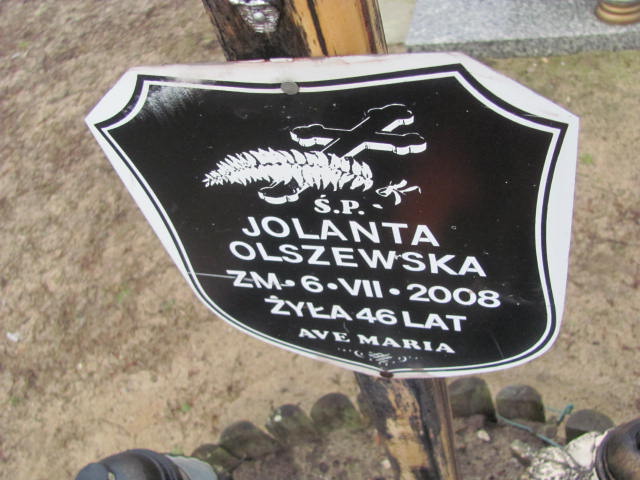 Ś.P.
JOLANTA
OLSZEWSKA
ZM • 6 • VII • 2008
ŻYŁA 46 LAT
AVE MARIA